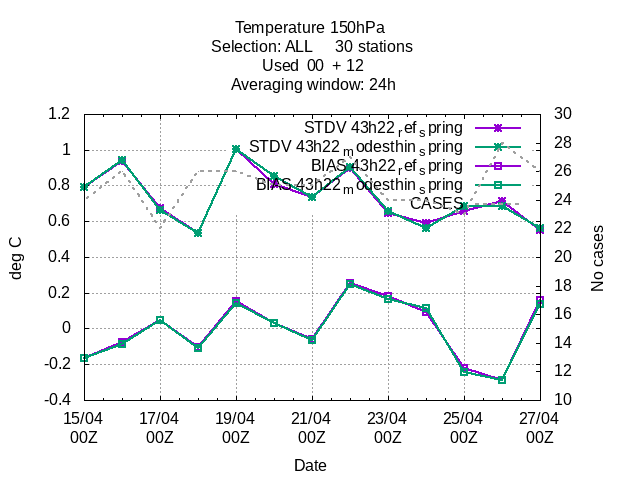 Temperature 150hPa
Selection: ALL 30 stations
Used 00 + 12
Averaging window: 24h
1.2
1
0.8
0.6
0.4
0.2
0
-0.2
-0.4
deg C
STDV 43h22_ref_spring
STDV 43h22_modesthin_spring
BIAS 43h22_ref_spring
BIAS 43h22_modesthin_spring
CASES
30
28
26
24
22
20
18
16
14
12
10
No cases
15/04 17/04 19/04 21/04 23/04 25/04 27/04
00Z 00Z 00Z 00Z 00Z 00Z 00Z
Date